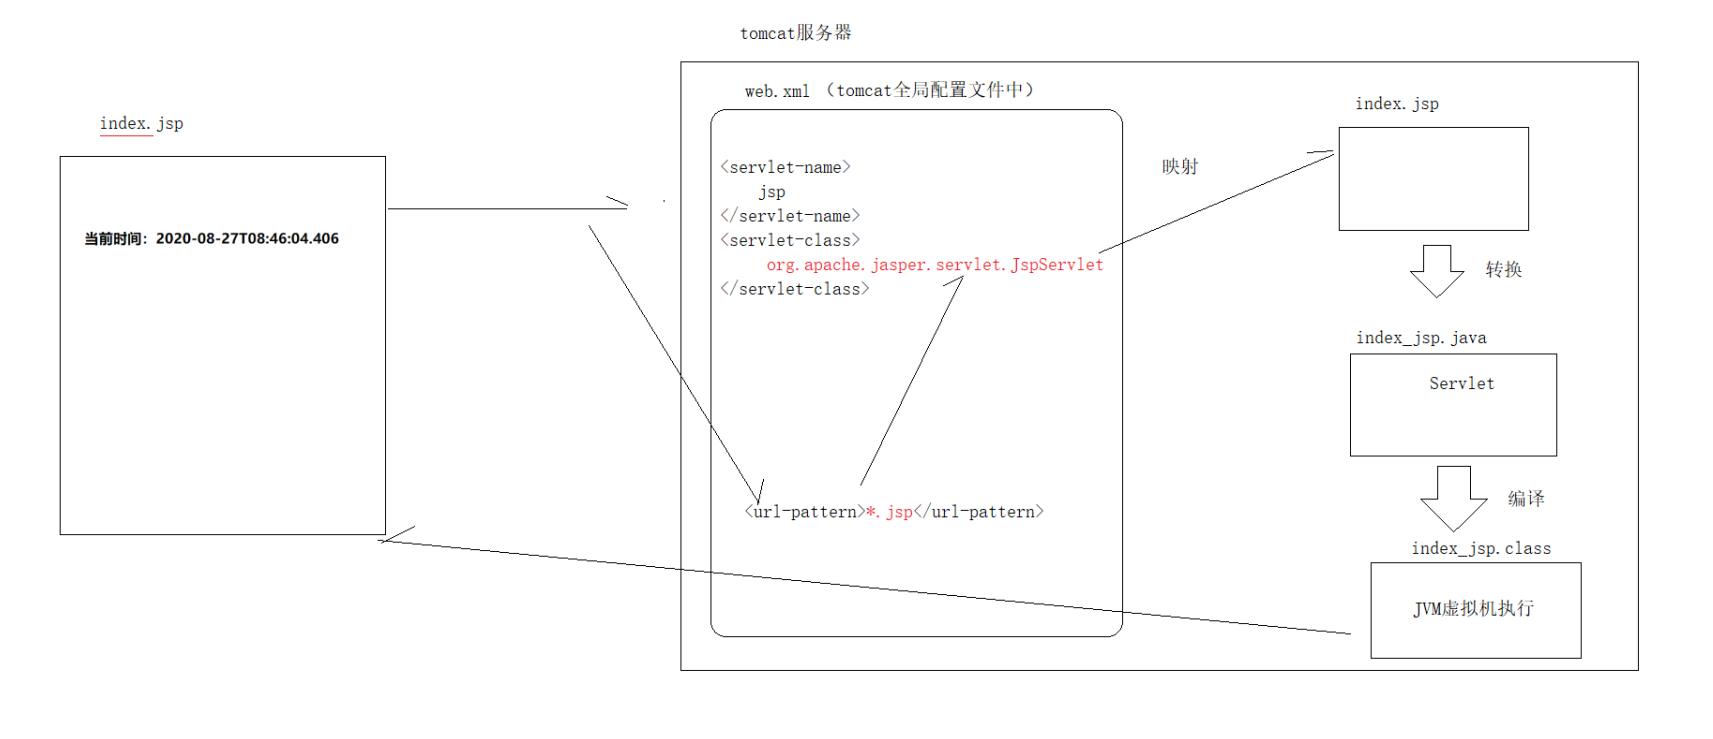 tomcat服务器
index.jsp
当前时间：2020-08-27T08:46:04.406
web.xml （tomcat全局配置文件中）
<servlet-name>
jsp
</servlet-name>
<servlet-class>
org.apache.jasper.servlet.JspServlet
</servlet-class>
<url-pattern>*.jsp</url-pattern>
映射
index.jsp
转换
index_jsp.java
Servlet
编译
index_jsp.class
JVM虚拟机执行